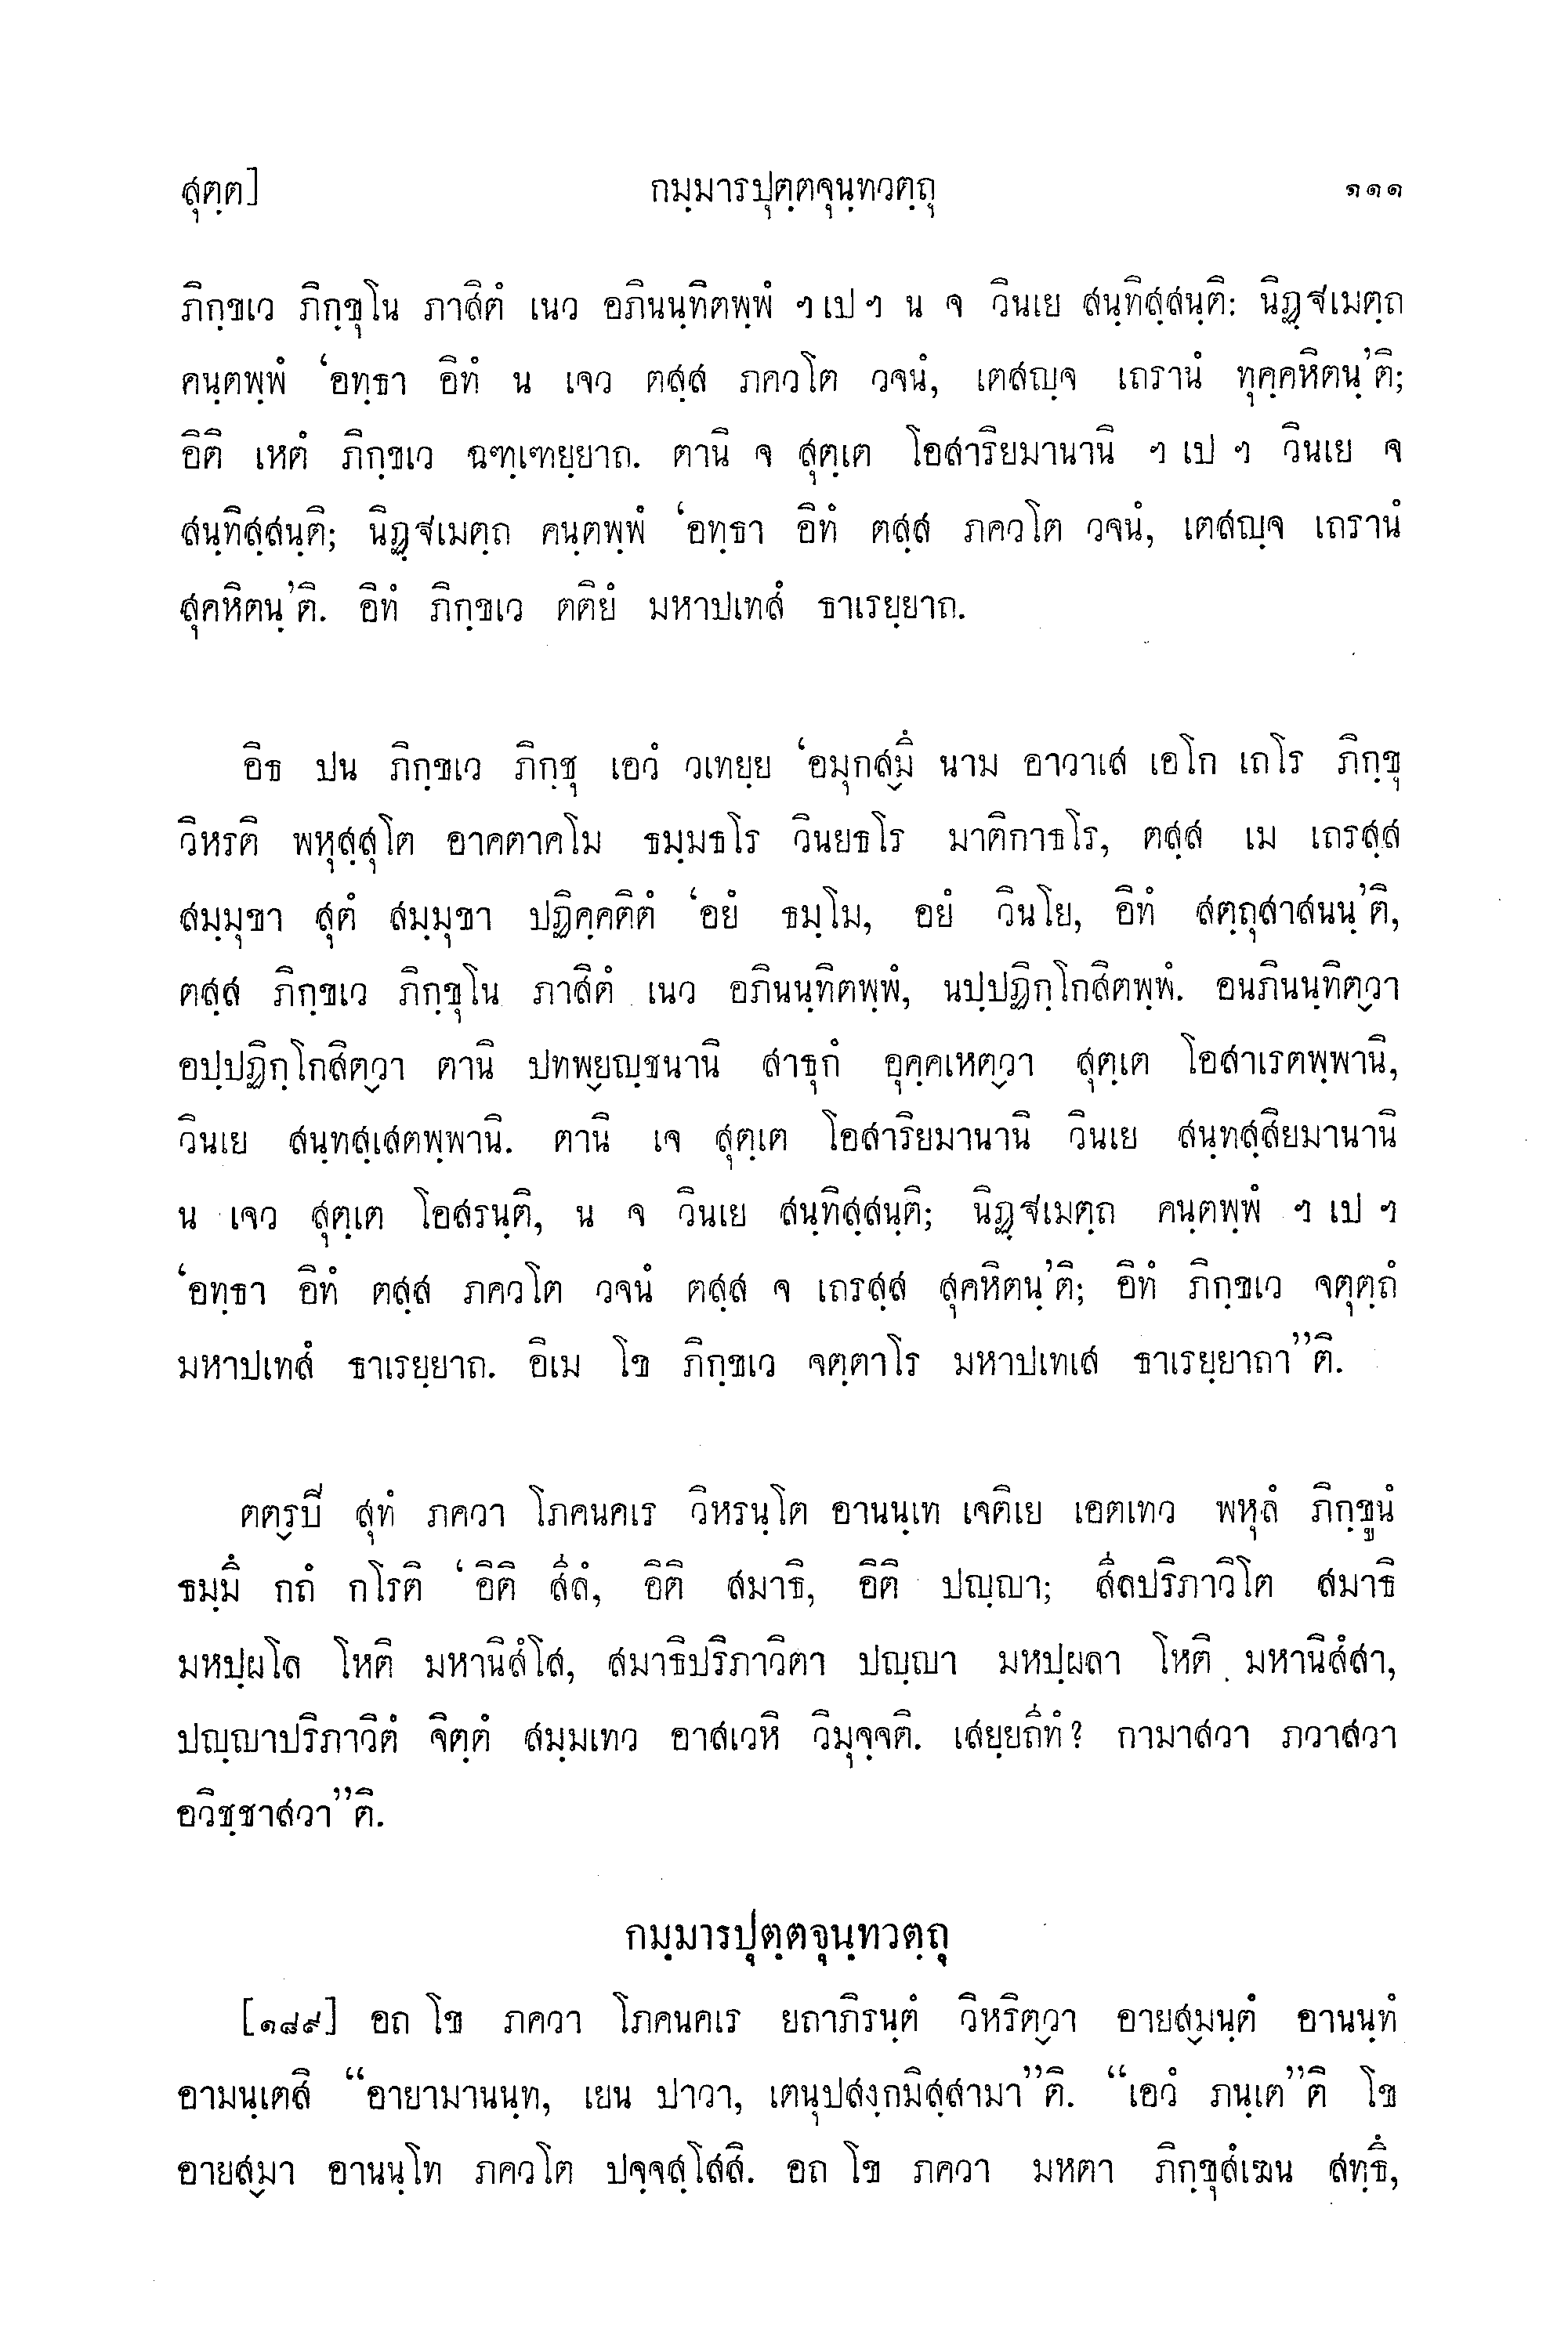 สุตฺต]
กมฺมารปุตฺตจุนฺทวตฺถุ
๑๑๑
ภิกฺขเว ภิกฺขุโน ภาสิตํ เนว อภินนฺทิตพฺพํ ฯ เป ฯ น จ วินเย สนฺทิสฺสนฺติ: นิฏฺฐเมตฺถ
คนฺตพฺพํ ‘อทฺธา อิทํ น เจว ตสฺส ภควโต วจนํ, เตสญฺจ เถรานํ ทุคฺคหิตนฺ’ติ;
อิติ เหตํ ภิกฺขเว ฉฑฺเฑยฺยาถ. ตานิ จ สุตฺเต โอสาริยมานานิ ฯ เป ฯ วินเย จ
สนฺทิสฺสนฺติ; นิฏฺฐเมตฺถ คนฺตพฺพํ ‘อทฺธา อิทํ ตสฺส ภควโต วจนํ, เตสญฺจ เถรานํ
สุคหิตนฺ’ติ. อิทํ ภิกฺขเว ตติยํ มหาปเทสํ ธาเรยฺยาถ.
อิธ ปน ภิกฺขเว ภิกฺขุ เอวํ วเทยฺย ‘อมุกสฺมึ นาม อาวาเส เอโก เถโร ภิกฺขุ
วิหรติ พหุสฺสุโต อาคตาคโม ธมฺมธโร วินยธโร มาติกาธโร, ตสฺส เม เถรสฺส
สมฺมุขา สุตํ สมฺมุขา ปฏิคฺคติตํ ‘อยํ ธมฺโม, อยํ วินโย, อิทํ สตฺถุสาสนนฺ’ติ,
ตสฺส ภิกฺขเว ภิกฺขุโน ภาสิตํ เนว อภินนฺทิตพฺพํ, นปฺปฏิกฺโกสิตพฺพํ. อนภินนฺทิตฺวา
อปฺปฏิกฺโกสิตฺวา ตานิ ปทพฺยญฺชนานิ สาธุกํ อุคฺคเหตฺวา สุตฺเต โอสาเรตพฺพานิ,
วินเย สนฺทสฺเสตพฺพานิ. ตานิ เจ สุตฺเต โอสาริยมานานิ วินเย สนฺทสฺสิยมานานิ
น เจว สุตฺเต โอสรนฺติ, น จ วินเย สนฺทิสฺสนฺติ; นิฏฺฐเมตฺถ คนฺตพฺพํ ฯ เป ฯ
‘อทฺธา อิทํ ตสฺส ภควโต วจนํ ตสฺส จ เถรสฺส สุคหิตนฺ’ติ; อิทํ ภิกฺขเว จตุตฺถํ
มหาปเทสํ ธาเรยฺยาถ. อิเม โข ภิกฺขเว จตฺตาโร มหาปเทเส ธาเรยฺยาถา”ติ.
ตตฺรปี สุทํ ภควา โภคนคเร วิหรนฺโต อานนฺเท เจติเย เอตเทว พหุลํ ภิกฺขูนํ
ธมฺมึ กถํ กโรติ ‘อิติ สีลํ, อิติ สมาธิ, อิติ ปญฺญา; สีลปริภาวิโต สมาธิ
มหปฺผโล โหติ มหานิสํโส, สมาธิปริภาวิตา ปญฺญา มหปฺผลา โหติ มหานิสํสา,
ปญฺญาปริภาวิตํ จิตฺตํ สมฺมเทว อาสเวหิ วิมุจฺจติ. เสยฺยถีทํ? กามาสวา ภวาสวา
อวิชฺชาสวา”ติ.
กมฺมารปุตฺตจุนฺทวตฺถุ
[๑๘๙] อถ โข ภควา โภคนคเร ยถาภิรนฺตํ วิหริตฺวา อายสฺมนฺตํ อานนฺทํ
อามนฺเตสิ “อายามานนฺท, เยน ปาวา, เตนุปสงฺกมิสฺสามา”ติ. “เอวํ ภนฺเต”ติ โข
อายสฺมา อานนฺโท ภควโต ปจฺจสฺโสสิ. อถ โข ภควา มหตา ภิกฺขุสํเฆน สทฺธึ,